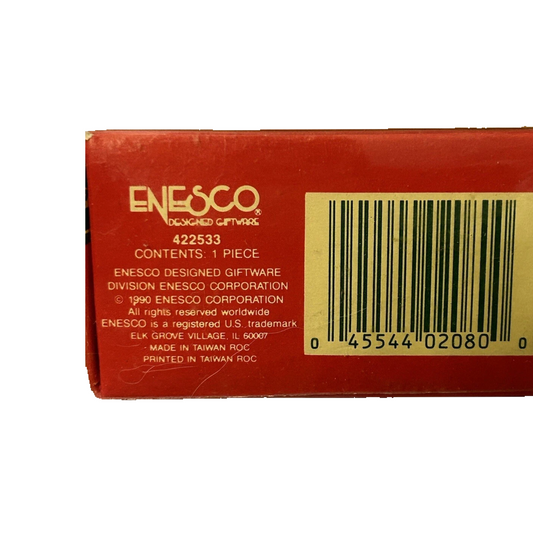 ENESCO®
DESIGNED GIFTWARE
422533
CONTENTS: 1 PIECE
ENESCO DESIGNED GIFTWARE
DIVISION ENESCO CORPORATION
© 1990 ENESCO CORPORATION
All rights reserved worldwide
ENESCO is a registered U.S. trademark
ELK GROVE VILLAGE, IL 60007
MADE IN TAIWAN ROC
PRINTED IN TAIWAN ROC
0 45544 02080 0